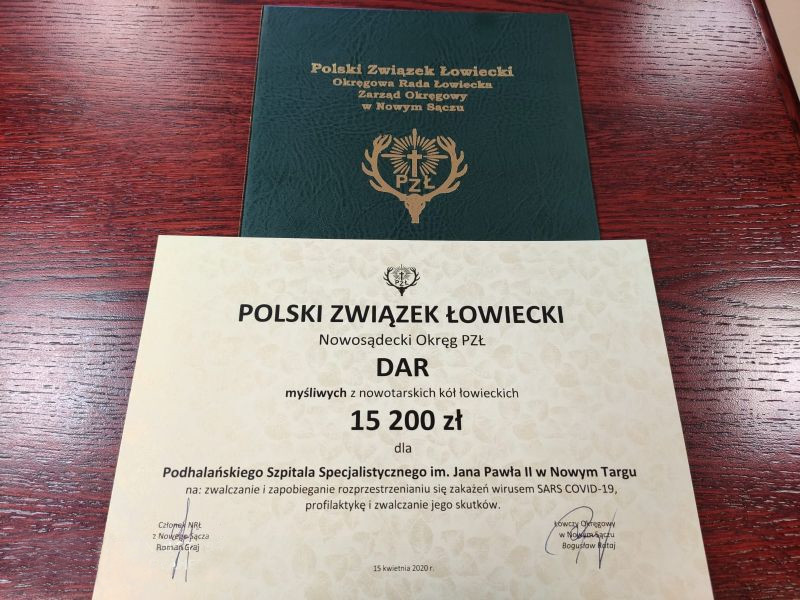 Polski Związek Łowiecki
Okręgowa Rada Łowiecka
Zarząd Okręgowy
w Nowym Sączu
PZŁ
PZŁ
POLSKI ZWIĄZEK ŁOWIECKI
Nowosądecki Okręg PZŁ
DAR
myśliwych z nowotarskich kół łowieckich
15 200 zł
dla
Podhalańskiego Szpitala Specjalistycznego im. Jana Pawła II w Nowym Targu
na: zwalczanie i zapobieganie rozprzestrzenianiu się zakażeń wirusem SARS COVID-19,
profilaktykę i zwalczanie jego skutków.
Członek NRŁ
z Nowego Sącza
Roman Graj
Łowczy Okręgowy
w Nowym Sączu
Bogusław Rataj
15 kwietnia 2020 r.